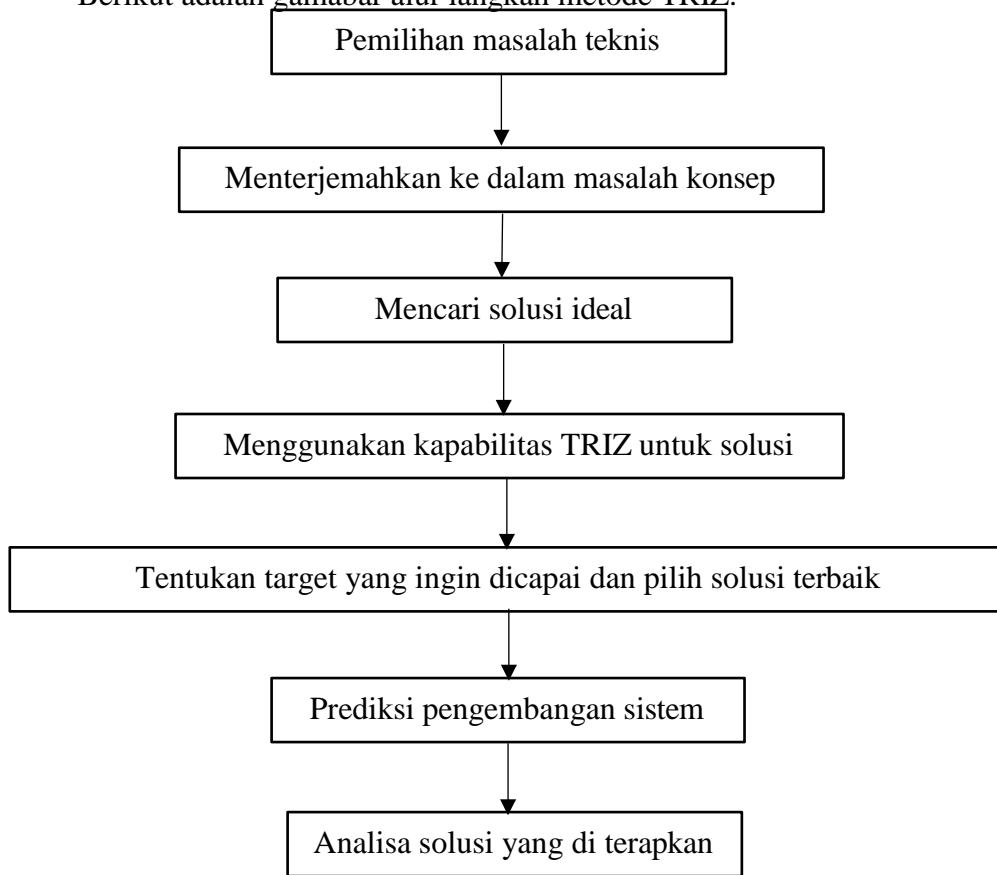 Berikut adalah gamabar alur langkah metode TRIZ:
Pemilihan masalah teknis
Menterjemahkan ke dalam masalah konsep
Mencari solusi ideal
Menggunakan kapabilitas TRIZ untuk solusi
Tentukan target yang ingin dicapai dan pilih solusi terbaik
Prediksi pengembangan sistem
Analisa solusi yang di terapkan